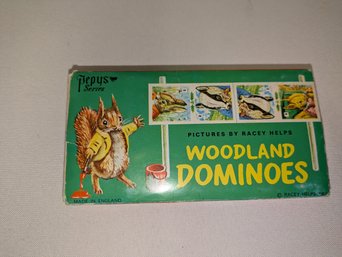 Pepys
Series
PICTURES BY RACEY HELPS
WOODLAND
DOMINOES
MADE IN ENGLAND
© RACEY HELPS